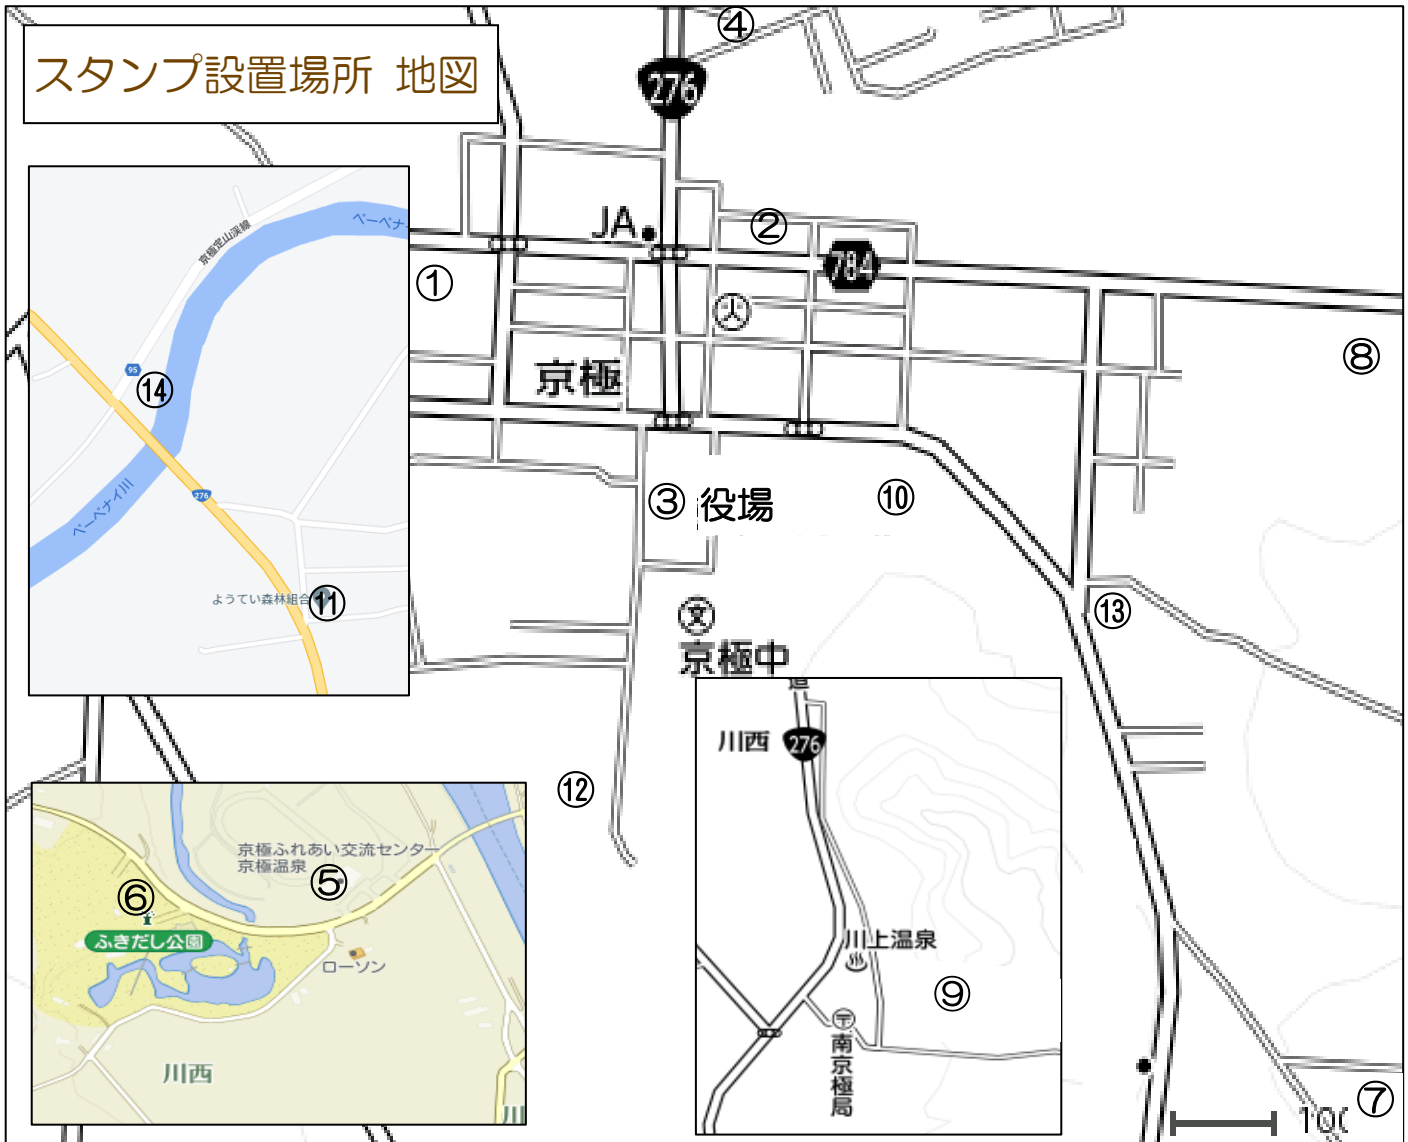 スタンプ設置場所 地図
④
276
JA
②
784
①
火
⑧
京極
③ 役場
⑩
⑬
文
京極中
⑫
⑦
京極定山渓線
ペーペナ
95
⑭
276
ペーペナイ川
ようてい森林組合
⑪
京極ふれあい交流センター
京極温泉
⑤
⑥
ふきだし公園
ローソン
川西
川
道
川西
276
川上温泉
⑨
〒
南京極局